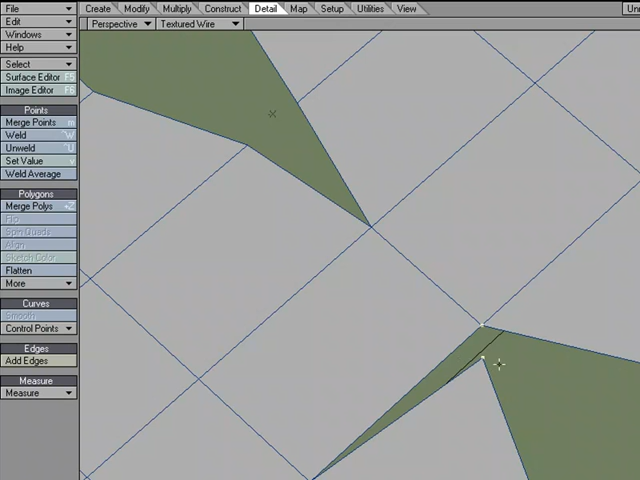 File
Create Modify Multiply Construct Detail Map Setup Utilities View
Edit
Perspective Textured Wire
Windows
Help
Select
Surface Editor F5
Image Editor F6
Points
Merge Points m
Weld ^W
Unweld ^U
Set Value v
Weld Average
Polygons
Merge Polys +Z
Flip
Spin Quads
Align
Sketch Color
Flatten
More
Curves
Smooth
Control Points
Edges
Add Edges
Measure
Measure